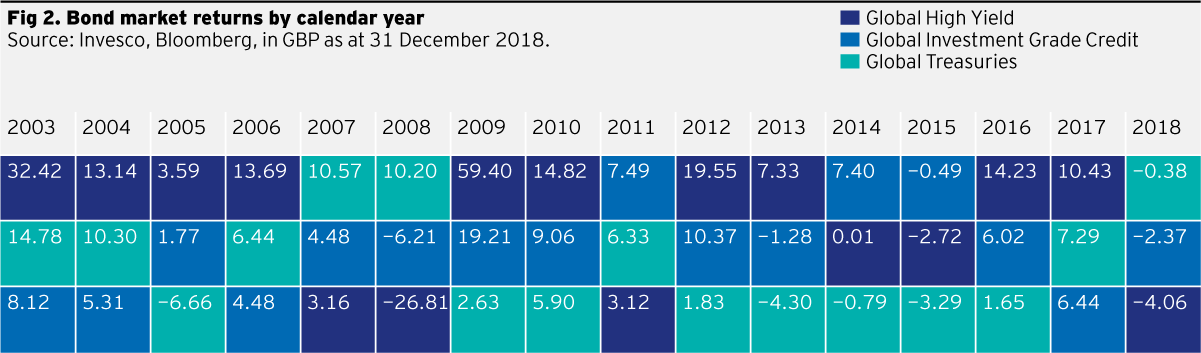 Fig 2. Bond market returns by calendar year
Source: Invesco, Bloomberg, in GBP as at 31 December 2018.
Global High Yield
Global Investment Grade Credit
Global Treasuries
2003 2004 2005 2006 2007 2008 2009 2010 2011 2012 2013 2014 2015 2016 2017 2018
32.42 13.14 3.59 13.69 10.57 10.20 59.40 14.82 7.49 19.55 7.33 7.40 −0.49 14.23 10.43 −0.38
14.78 10.30 1.77 6.44 4.48 −6.21 19.21 9.06 6.33 10.37 −1.28 0.01 −2.72 6.02 7.29 −2.37
8.12 5.31 −6.66 4.48 3.16 −26.81 2.63 5.90 3.12 1.83 −4.30 −0.79 −3.29 1.65 6.44 −4.06